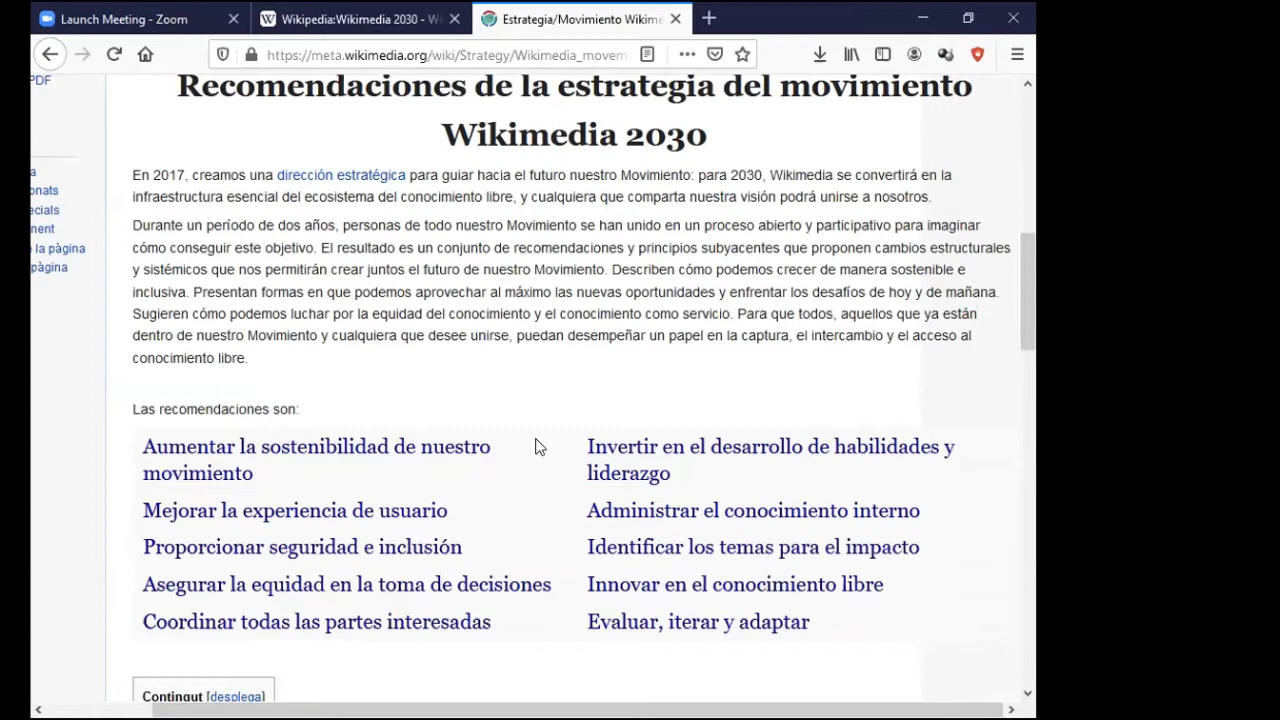 Launch Meeting - Zoom
Wikipedia:Wikimedia 2030 - W
Estrategia/Movimiento Wikime
https://meta.wikimedia.org/wiki/Strategy/Wikimedia_movem
PDF
Recomendaciones de la estrategia del movimiento
Wikimedia 2030
En 2017, creamos una dirección estratégica para guiar hacia el futuro nuestro Movimiento: para 2030, Wikimedia se convertirá en la
infraestructura esencial del ecosistema del conocimiento libre, y cualquiera que comparta nuestra visión podrá unirse a nosotros.
Durante un período de dos años, personas de todo nuestro Movimiento se han unido en un proceso abierto y participativo para imaginar
cómo conseguir este objetivo. El resultado es un conjunto de recomendaciones y principios subyacentes que proponen cambios estructurales
y sistémicos que nos permitirán crear juntos el futuro de nuestro Movimiento. Describen cómo podemos crecer de manera sostenible e
inclusiva. Presentan formas en que podemos aprovechar al máximo las nuevas oportunidades y enfrentar los desafíos de hoy y de mañana.
Sugieren cómo podemos luchar por la equidad del conocimiento y el conocimiento como servicio. Para que todos, aquellos que ya están
dentro de nuestro Movimiento y cualquiera que desee unirse, puedan desempeñar un papel en la captura, el intercambio y el acceso al
conocimiento libre.
a
onats
ecials
nent
e la pàgina
pàgina
Las recomendaciones son:
Aumentar la sostenibilidad de nuestro
movimiento
Mejorar la experiencia de usuario
Proporcionar seguridad e inclusión
Asegurar la equidad en la toma de decisiones
Coordinar todas las partes interesadas
Invertir en el desarrollo de habilidades y
liderazgo
Administrar el conocimiento interno
Identificar los temas para el impacto
Innovar en el conocimiento libre
Evaluar, iterar y adaptar
Contingut [desplega]